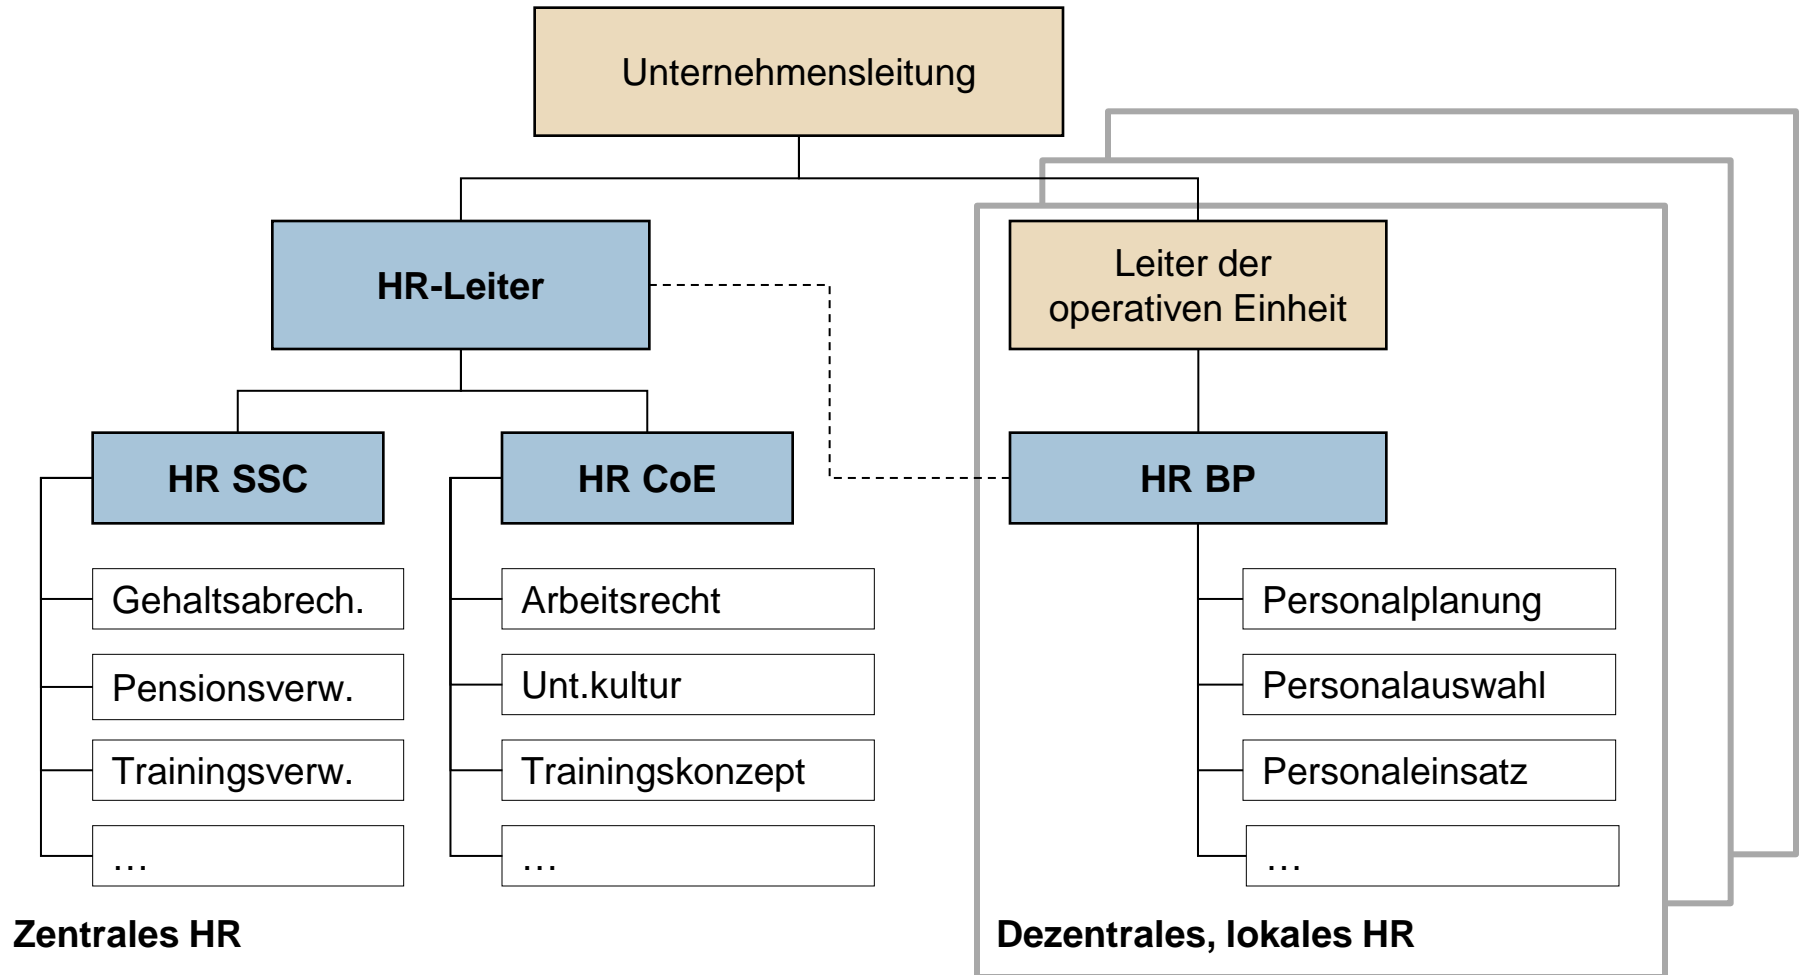 Unternehmensleitung
HR-Leiter
Leiter der
operativen Einheit
HR SSC
HR CoE
HR BP
Gehaltsabrech.
Arbeitsrecht
Personalplanung
Pensionsverw.
Unt.kultur
Personalauswahl
Trainingsverw.
Trainingskonzept
Personaleinsatz
…
…
…
Zentrales HR
Dezentrales, lokales HR